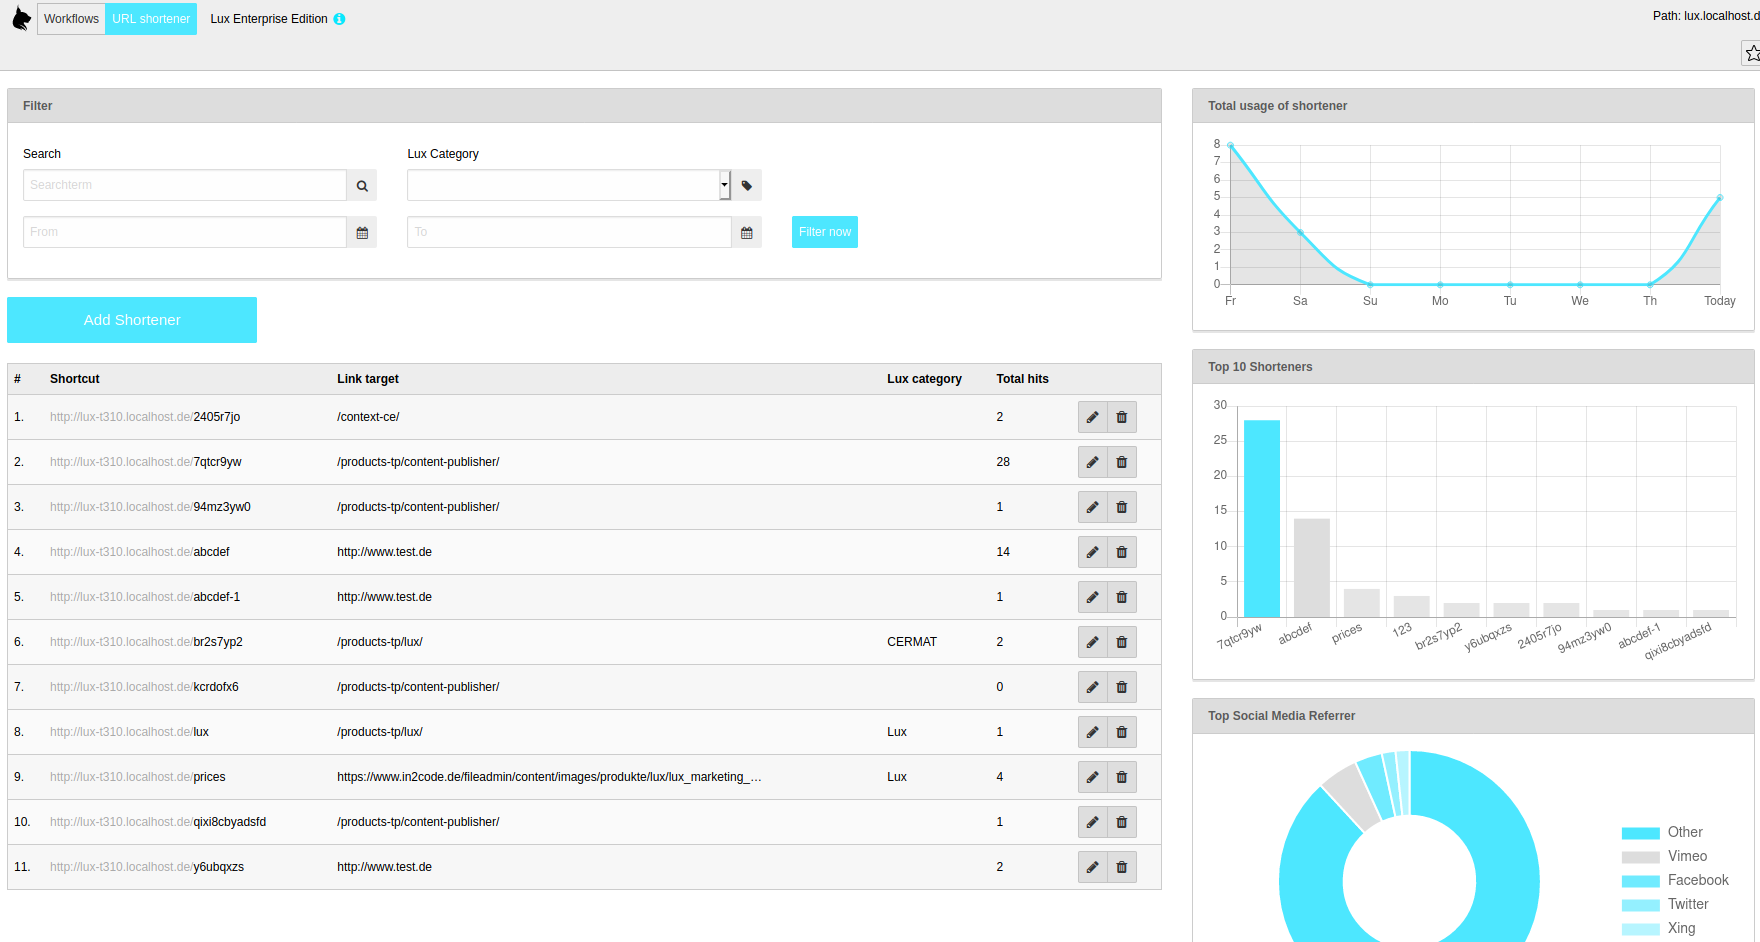 Workflows URL shortener Lux Enterprise Edition
Path: lux.localhost.d
Filter
Search Lux Category
Searchterm
From To Filter now
Add Shortener
# Shortcut Link target Lux category Total hits
1. http://lux-t310.localhost.de/2405r7jo /context-ce/ 2
2. http://lux-t310.localhost.de/7qtcr9yw /products-tp/content-publisher/ 28
3. http://lux-t310.localhost.de/94mz3yw0 /products-tp/content-publisher/ 1
4. http://lux-t310.localhost.de/abcdef http://www.test.de 14
5. http://lux-t310.localhost.de/abcdef-1 http://www.test.de 1
6. http://lux-t310.localhost.de/br2s7yp2 /products-tp/lux/ CERMAT 2
7. http://lux-t310.localhost.de/kcrdofx6 /products-tp/content-publisher/ 0
8. http://lux-t310.localhost.de/lux /products-tp/lux/ Lux 1
9. http://lux-t310.localhost.de/prices https://www.in2code.de/fileadmin/content/images/produkte/lux/lux_marketing_... Lux 4
10. http://lux-t310.localhost.de/qixi8cbyadsfd /products-tp/content-publisher/ 1
11. http://lux-t310.localhost.de/y6ubqxzs http://www.test.de 2
Total usage of shortener
8
7
6
5
4
3
2
1
0
Fr Sa Su Mo Tu We Th Today
Top 10 Shorteners
30
25
20
15
10
5
0
7qtcr9yw abcdef prices 123 br2s7yp2 y6ubqxzs 2405r7jo 94mz3yw0 abcdef-1 qixi8cbyadsfd
Top Social Media Referrer
Other
Vimeo
Facebook
Twitter
Xing